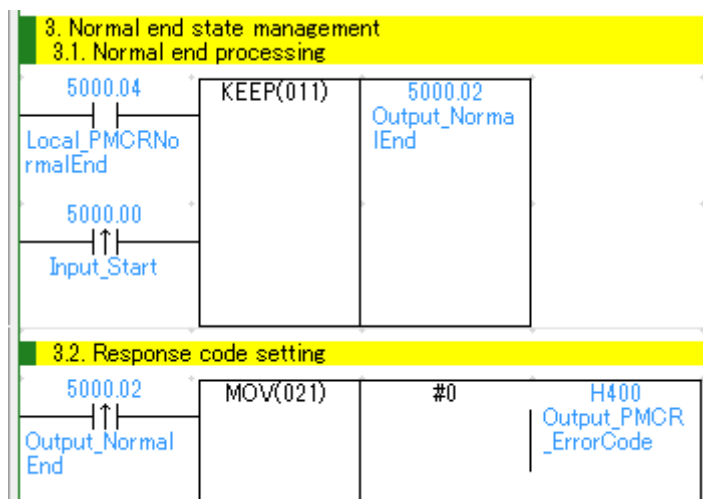 3. Normal end state management
3.1. Normal end processing
5000.04
KEEP(011)
5000.02
Output_Norma
lEnd
Local_PMCRNo
rmalEnd
5000.00
Input_Start
3.2. Response code setting
5000.02
MOV(021)
#0
H400
Output_PMCR
_ErrorCode
Output_Normal
End